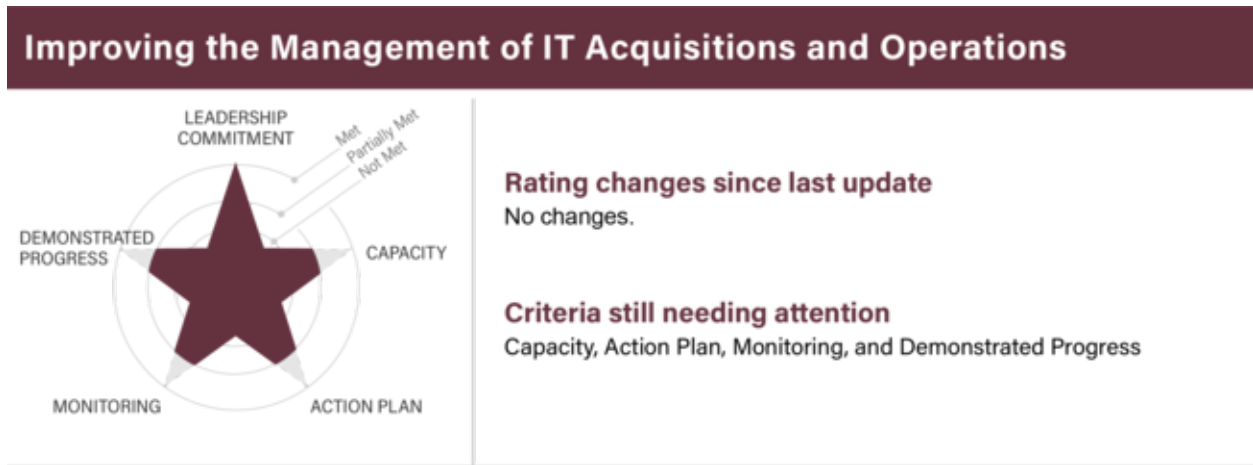 Improving the Management of IT Acquisitions and Operations
LEADERSHIP
COMMITMENT
Met
Partially Met
Not Met
DEMONSTRATED
PROGRESS
CAPACITY
MONITORING
ACTION PLAN
Rating changes since last update
No changes.
Criteria still needing attention
Capacity, Action Plan, Monitoring, and Demonstrated Progress